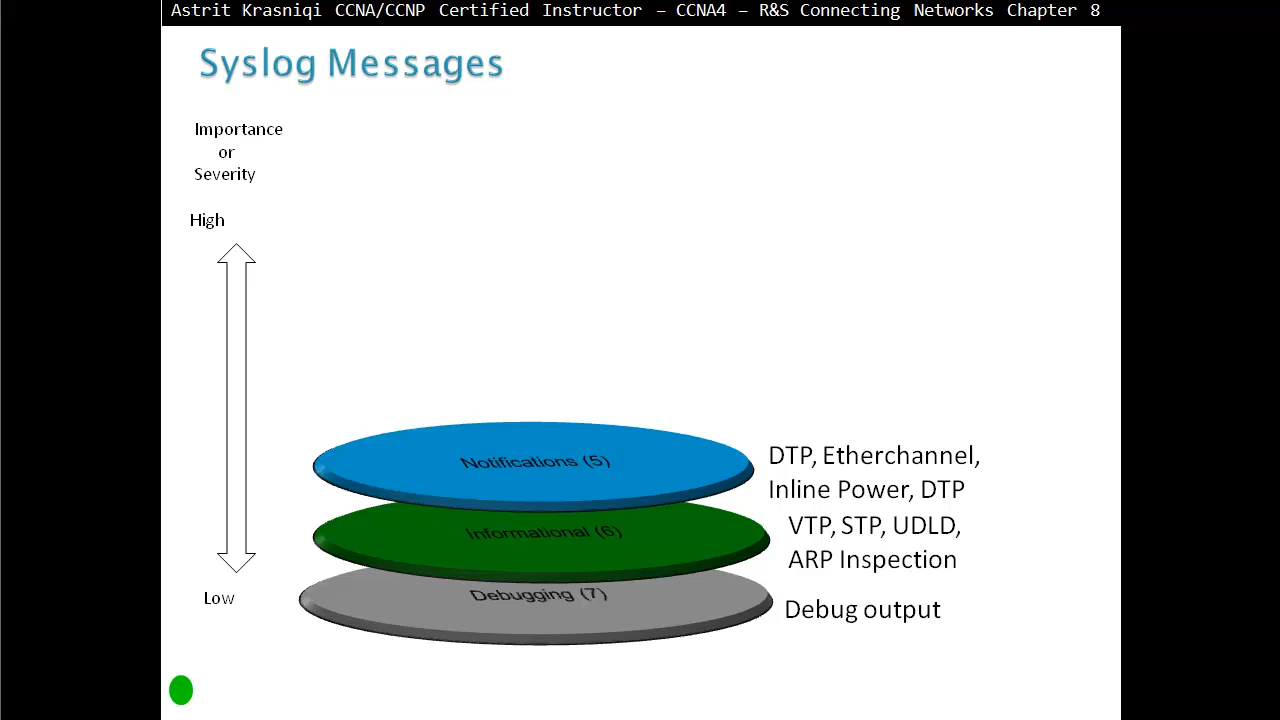 Astrit Krasniqi CCNA/CCNP Certified Instructor – CCNA4 – R&S Connecting Networks Chapter 8
Syslog Messages
Importance
or
Severity
High
Low
Notifications (5)
DTP, Etherchannel,
Inline Power, DTP
Informational (6)
VTP, STP, UDLD,
ARP Inspection
Debugging (7)
Debug output